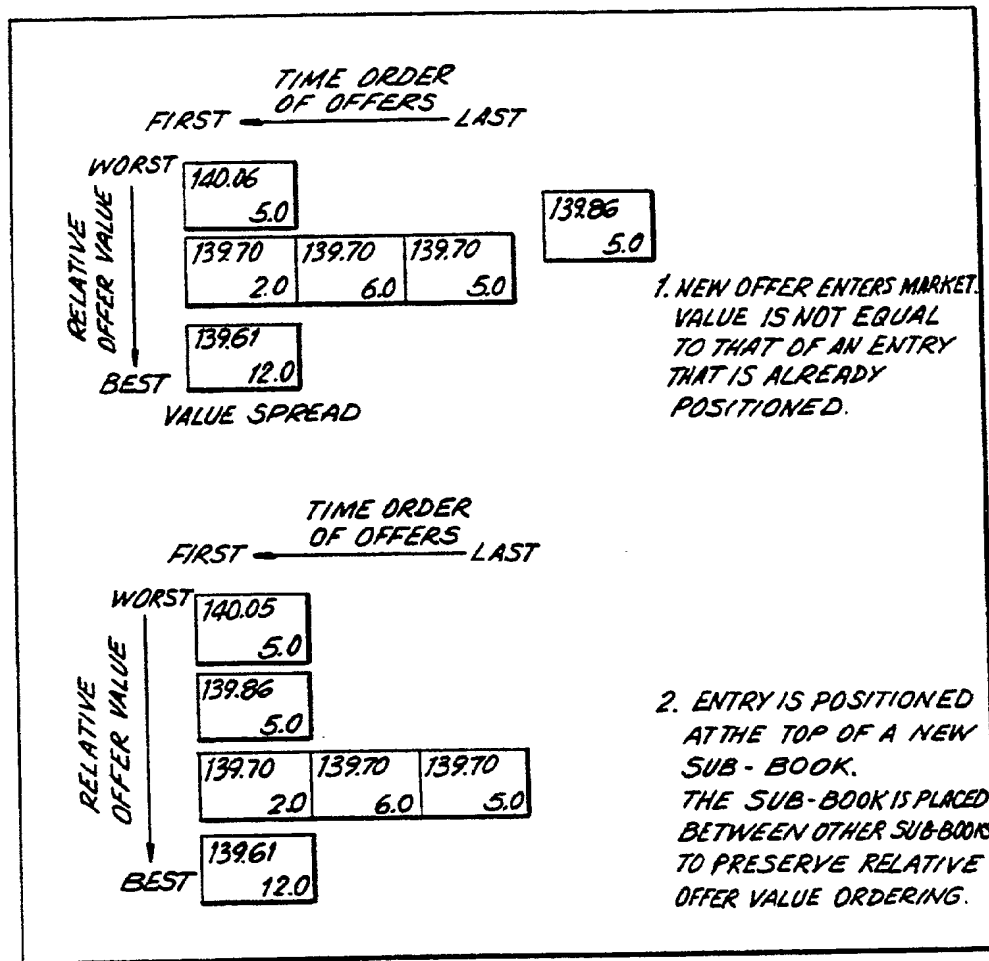 TIME ORDER
OF OFFERS
FIRST LAST
WORST
RELATIVE
OFFER VALUE
140.06
5.0
139.86
5.0
139.70 139.70 139.70
2.0 6.0 5.0
139.61
12.0
BEST
VALUE SPREAD
1. NEW OFFER ENTERS MARKET.
VALUE IS NOT EQUAL
TO THAT OF AN ENTRY
THAT IS ALREADY
POSITIONED.
TIME ORDER
OF OFFERS
FIRST LAST
WORST
RELATIVE
OFFER VALUE
140.05
5.0
139.86
5.0
139.70 139.70 139.70
2.0 6.0 5.0
139.61
12.0
BEST
2. ENTRY IS POSITIONED
AT THE TOP OF A NEW
SUB-BOOK.
THE SUB-BOOK IS PLACED
BETWEEN OTHER SUB-BOOKS
TO PRESERVE RELATIVE
OFFER VALUE ORDERING.